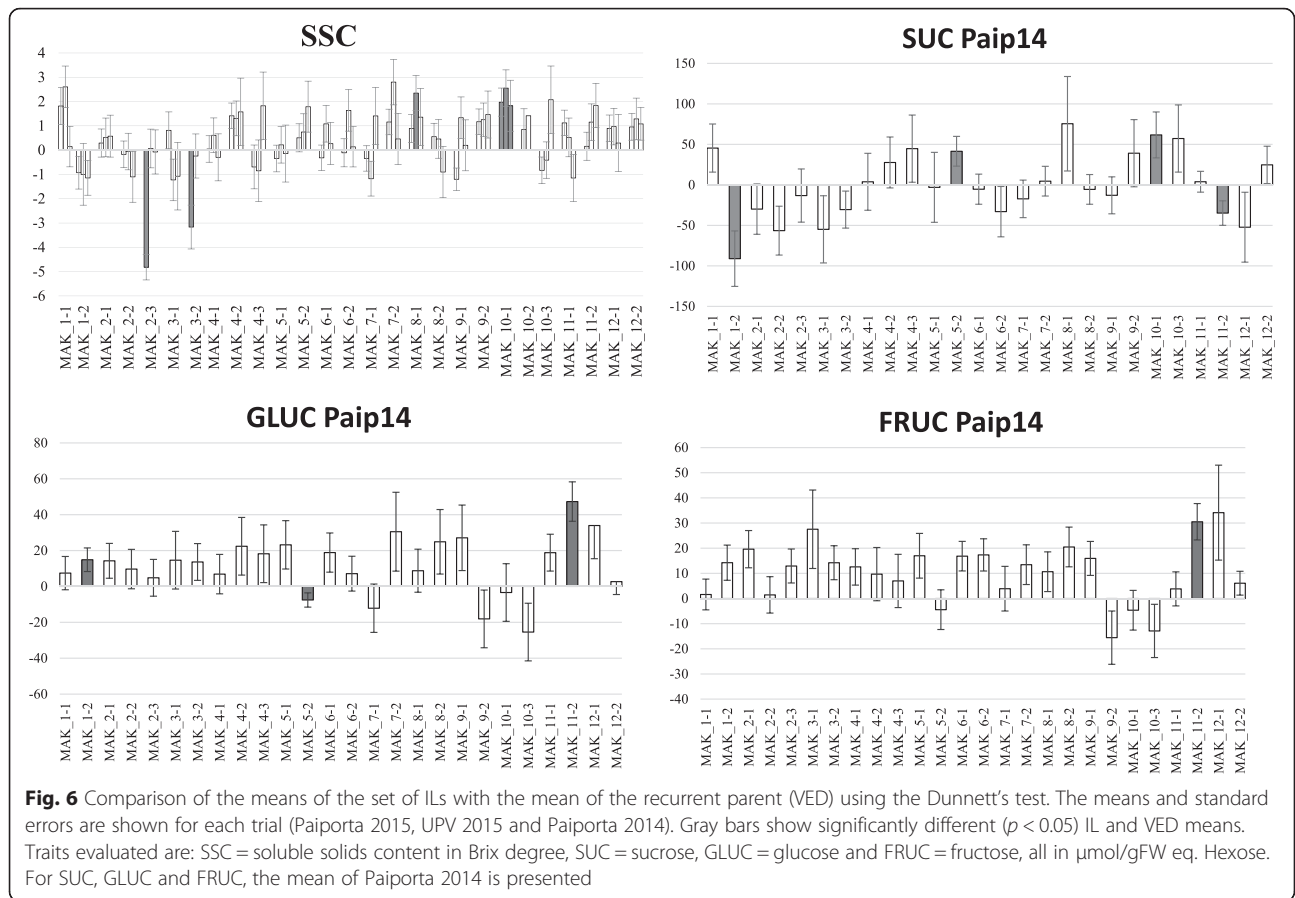 SSC
4
3
2
1
0
-1
-2
-3
-4
-5
-6
MAK_1-1
MAK_1-2
MAK_2-1
MAK_2-2
MAK_2-3
MAK_3-1
MAK_3-2
MAK_4-1
MAK_4-2
MAK_4-3
MAK_5-1
MAK_5-2
MAK_6-1
MAK_6-2
MAK_7-1
MAK_7-2
MAK_8-1
MAK_8-2
MAK_9-1
MAK_9-2
MAK_10-1
MAK_10-2
MAK_10-3
MAK_11-1
MAK_11-2
MAK_12-1
MAK_12-2
SUC Paip14
150
100
50
0
-50
-100
-150
MAK_1-1
MAK_1-2
MAK_2-1
MAK_2-2
MAK_2-3
MAK_3-1
MAK_3-2
MAK_4-1
MAK_4-2
MAK_4-3
MAK_5-1
MAK_5-2
MAK_6-1
MAK_6-2
MAK_7-1
MAK_7-2
MAK_8-1
MAK_8-2
MAK_9-1
MAK_9-2
MAK_10-1
MAK_10-3
MAK_11-1
MAK_11-2
MAK_12-1
MAK_12-2
GLUC Paip14
80
60
40
20
0
-20
-40
-60
MAK_1-1
MAK_1-2
MAK_2-1
MAK_2-2
MAK_2-3
MAK_3-1
MAK_3-2
MAK_4-1
MAK_4-2
MAK_4-3
MAK_5-1
MAK_5-2
MAK_6-1
MAK_6-2
MAK_7-1
MAK_7-2
MAK_8-1
MAK_8-2
MAK_9-1
MAK_9-2
MAK_10-1
MAK_10-3
MAK_11-1
MAK_11-2
MAK_12-1
MAK_12-2
FRUC Paip14
60
50
40
30
20
10
0
-10
-20
-30
-40
MAK_1-1
MAK_1-2
MAK_2-1
MAK_2-2
MAK_2-3
MAK_3-1
MAK_3-2
MAK_4-1
MAK_4-2
MAK_4-3
MAK_5-1
MAK_5-2
MAK_6-1
MAK_6-2
MAK_7-1
MAK_7-2
MAK_8-1
MAK_8-2
MAK_9-1
MAK_9-2
MAK_10-1
MAK_10-3
MAK_11-1
MAK_11-2
MAK_12-1
MAK_12-2
Fig. 6 Comparison of the means of the set of ILs with the mean of the recurrent parent (VED) using the Dunnett's test. The means and standard
errors are shown for each trial (Paiporta 2015, UPV 2015 and Paiporta 2014). Gray bars show significantly different (p < 0.05) IL and VED means.
Traits evaluated are: SSC = soluble solids content in Brix degree, SUC = sucrose, GLUC = glucose and FRUC = fructose, all in μmol/gFW eq. Hexose.
For SUC, GLUC and FRUC, the mean of Paiporta 2014 is presented